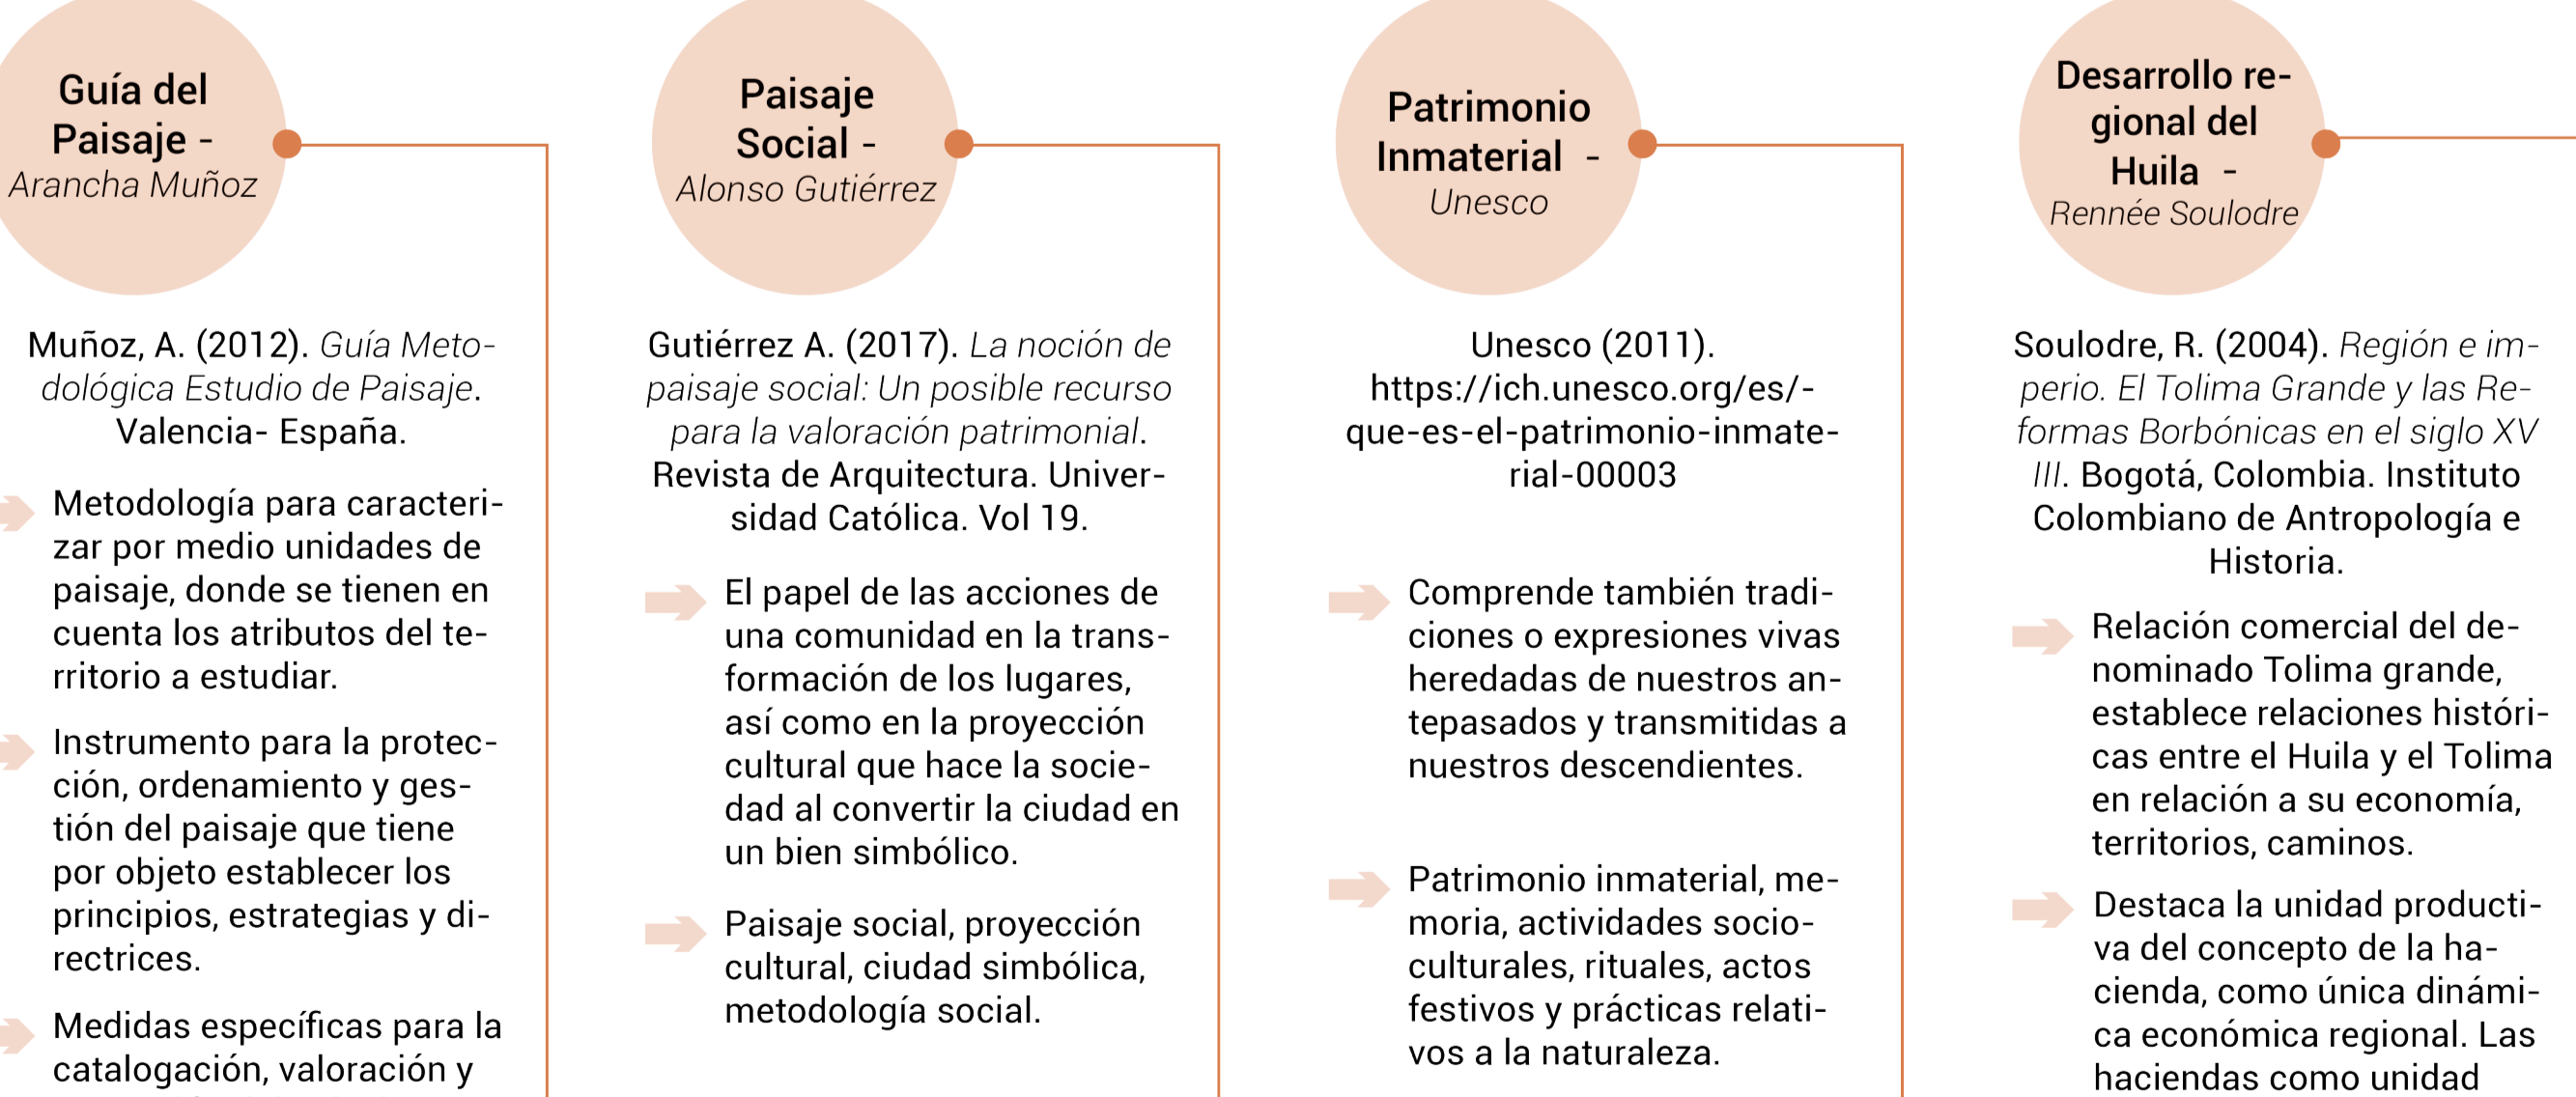 Guía del
Paisaje -
Arancha Muñoz
Muñoz, A. (2012). Guía Meto-
dológica Estudio de Paisaje.
Valencia- España.
Metodología para caracteri-
zar por medio unidades de
paisaje, donde se tienen en
cuenta los atributos del te-
rritorio a estudiar.
Instrumento para la protec-
ción, ordenamiento y ges-
tión del paisaje que tiene
por objeto establecer los
principios, estrategias y di-
rectrices.
Medidas específicas para la
catalogación, valoración y
Paisaje
Social -
Alonso Gutiérrez
Gutiérrez A. (2017). La noción de
paisaje social: Un posible recurso
para la valoración patrimonial.
Revista de Arquitectura. Univer-
sidad Católica. Vol 19.
El papel de las acciones de
una comunidad en la trans-
formación de los lugares,
así como en la proyección
cultural que hace la socie-
dad al convertir la ciudad en
un bien simbólico.
Paisaje social, proyección
cultural, ciudad simbólica,
metodología social.
Patrimonio
Inmaterial -
Unesco
Unesco (2011).
https://ich.unesco.org/es/-
que-es-el-patrimonio-inmate-
rial-00003
Comprende también tradi-
ciones o expresiones vivas
heredadas de nuestros an-
tepasados y transmitidas a
nuestros descendientes.
Patrimonio inmaterial, me-
moria, actividades socio-
culturales, rituales, actos
festivos y prácticas relati-
vos a la naturaleza.
Desarrollo re-
gional del
Huila -
Rennée Soulodre
Soulodre, R. (2004). Región e im-
perio. El Tolima Grande y las Re-
formas Borbónicas en el siglo XV
III. Bogotá, Colombia. Instituto
Colombiano de Antropología e
Historia.
Relación comercial del de-
nominado Tolima grande,
establece relaciones históri-
cas entre el Huila y el Tolima
en relación a su economía,
territorios, caminos.
Destaca la unidad producti-
va del concepto de la ha-
cienda, como única dinámi-
ca económica regional. Las
haciendas como unidad